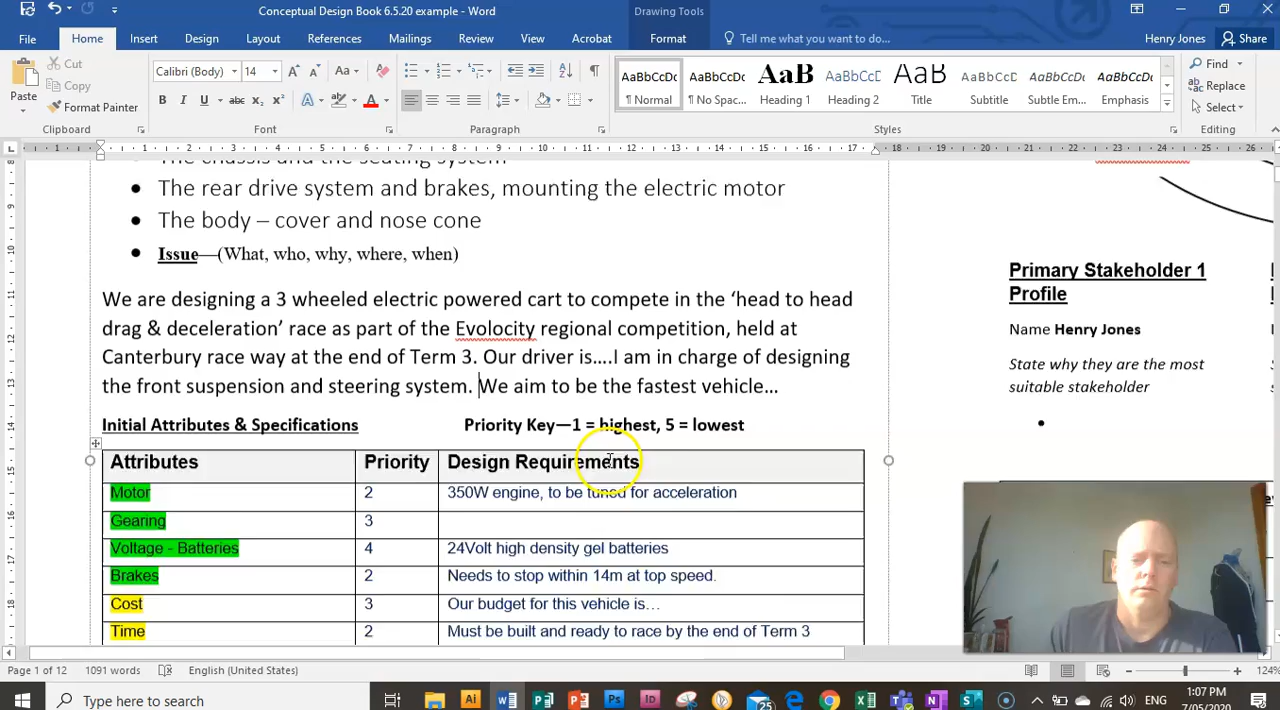 Conceptual Design Book 6.5.20 example - Word
Drawing Tools
File Home Insert Design Layout References Mailings Review View Acrobat Format Tell me what you want to do... Henry Jones Share
Paste
Cut
Copy
Format Painter
Calibri (Body) 14
AaBbCcDc AaBbCcDc AaB AaBbCcD AaB AaBbCcD AaBbCcDc AaBbCcDc
¶ Normal ¶ No Spac... Heading 1 Heading 2 Title Subtitle Subtle Em... Emphasis
Find
Replace
Select
Clipboard Font Paragraph Styles Editing
The chassis and the seating system
• The rear drive system and brakes, mounting the electric motor
• The body – cover and nose cone
• Issue—(What, who, why, where, when)
We are designing a 3 wheeled electric powered cart to compete in the ‘head to head
drag & deceleration’ race as part of the Evolocity regional competition, held at
Canterbury race way at the end of Term 3. Our driver is….I am in charge of designing
the front suspension and steering system. We aim to be the fastest vehicle…
Initial Attributes & Specifications Priority Key—1 = highest, 5 = lowest
Attributes Priority Design Requirements
Motor 2 350W engine, to be tuned for acceleration
Gearing 3
Voltage - Batteries 4 24Volt high density gel batteries
Brakes 2 Needs to stop within 14m at top speed.
Cost 3 Our budget for this vehicle is…
Time 2 Must be built and ready to race by the end of Term 3
Primary Stakeholder 1
Profile
Name Henry Jones
State why they are the most
suitable stakeholder
•
Page 1 of 12 1091 words English (United States) 124%
Type here to search
25
ENG
1:07 PM
7/05/2020